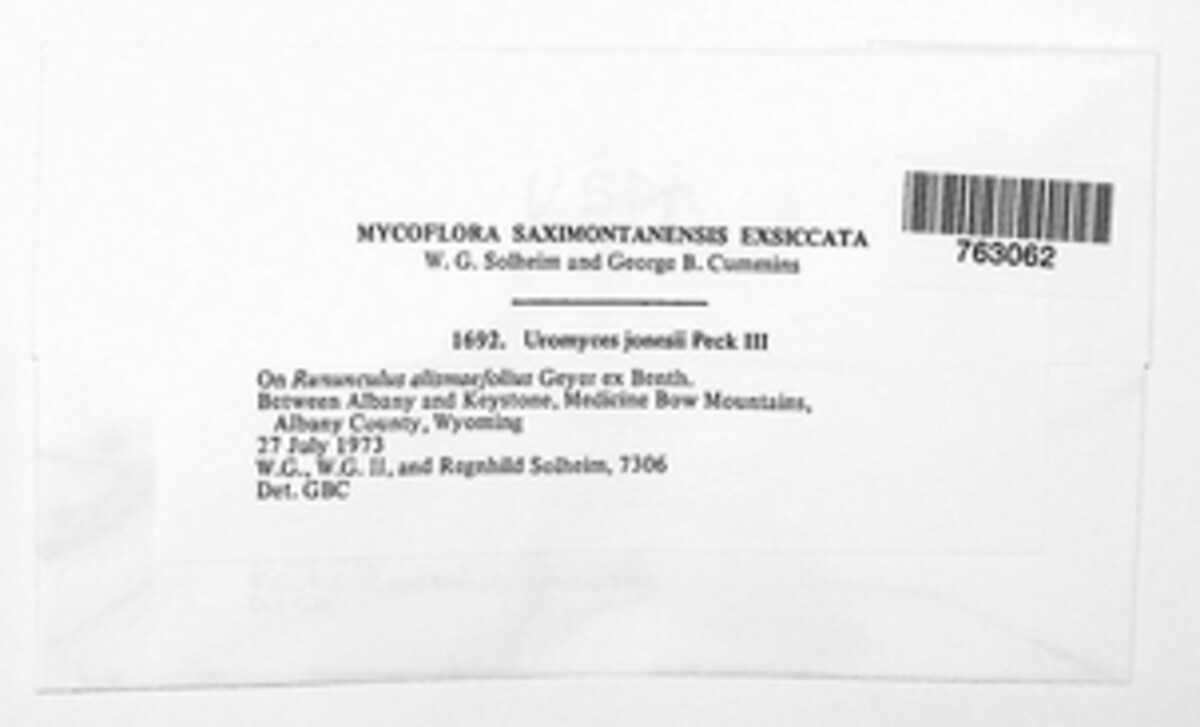 MYCOFLORA SAXIMONTANENSIS EXSICCATA
W. G. Solheim and George B. Cummins
763062
1692. Uromyces jonesii Peck III
On Ranunculus alismaefolius Geyer ex Benth.
Between Albany and Keystone, Medicine Bow Mountains,
Albany County, Wyoming
27 July 1973
W.G., W.G. II, and Ragnhild Solheim, 7306
Det. GBC